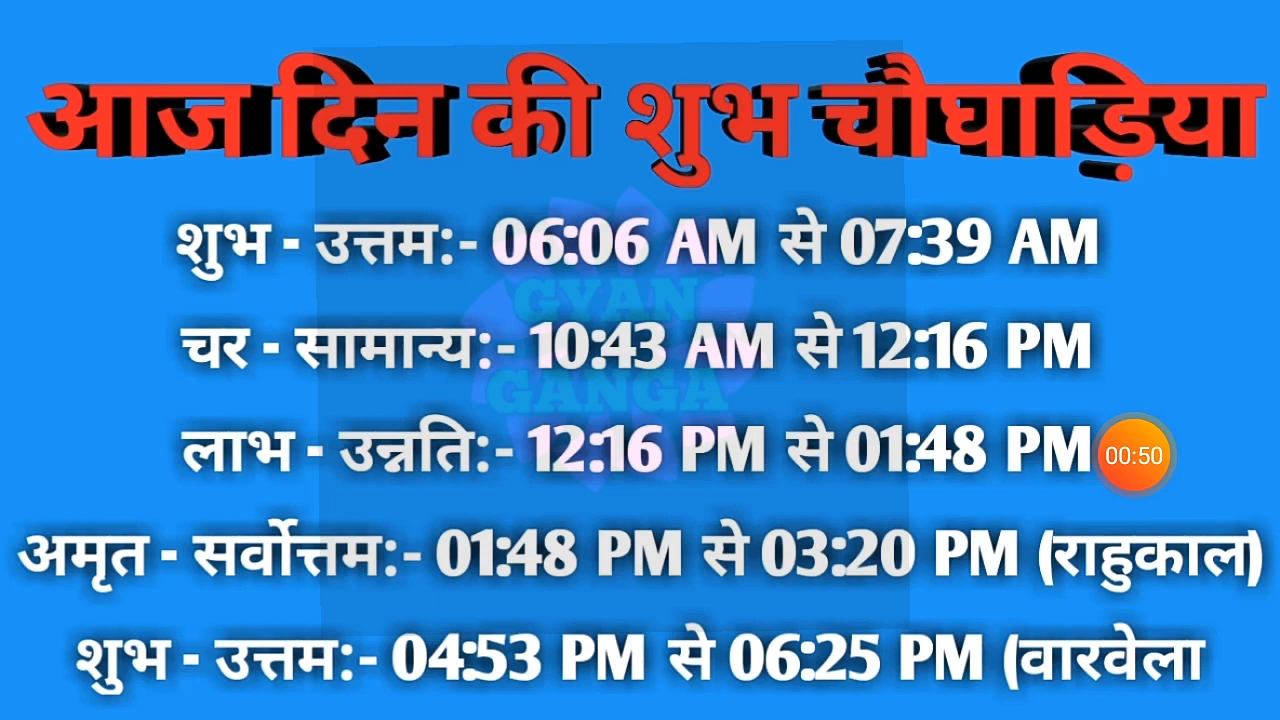 आज दिन की शुभ चौघाड़िया
शुभ - उत्तम:- 06:06 AM से 07:39 AM
GYAN
चर - सामान्य:- 10:43 AM से 12:16 PM
GANGA
लाभ - उन्नति:- 12:16 PM से 01:48 PM 00:50
अमृत - सर्वोत्तम:- 01:48 PM से 03:20 PM (राहुकाल)
शुभ - उत्तम:- 04:53 PM से 06:25 PM (वारवेला